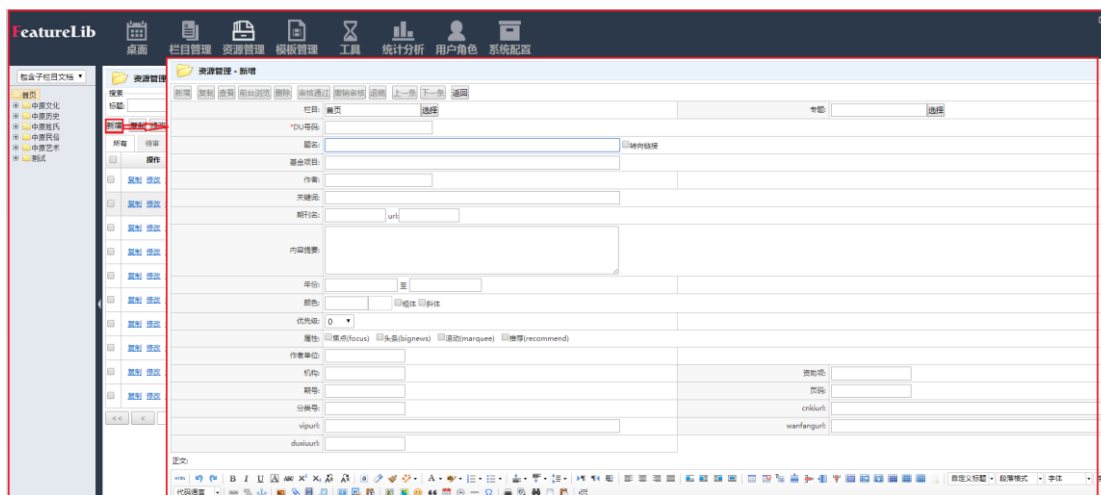 FeatureLib
桌面 栏目管理 资源管理 模板管理 工具 统计分析 用户角色 系统配置
包含子栏目文档
首页
中原文化
中原历史
中原姓氏
中原民俗
中原艺术
测试
资源管理
搜索
标题:
新增 复制 修改
所有 待审
操作
复制 修改
复制 修改
复制 修改
复制 修改
复制 修改
复制 修改
复制 修改
复制 修改
复制 修改
复制 修改
<< <
资源管理 - 新增
新增 复制 查看 前台浏览 删除 审核通过 撤销审核 退稿 上一条 下一条 返回
栏目: 首页 选择 专题: 选择
*DU号码:
题名: 转向链接
基金项目:
作者:
关键词:
期刊名: url:
内容提要:
年份: 至
颜色: 粗体 斜体
优先级: 0
属性: 焦点(focus) 头条(bignews) 滚动(marquee) 推荐(recommend)
作者单位:
机构: 资助项:
期号: 页码:
分类号: cnkiurl:
vipurl: wanfangurl:
duxiuurl:
正文:
自定义标题 段落格式 字体
代码语言